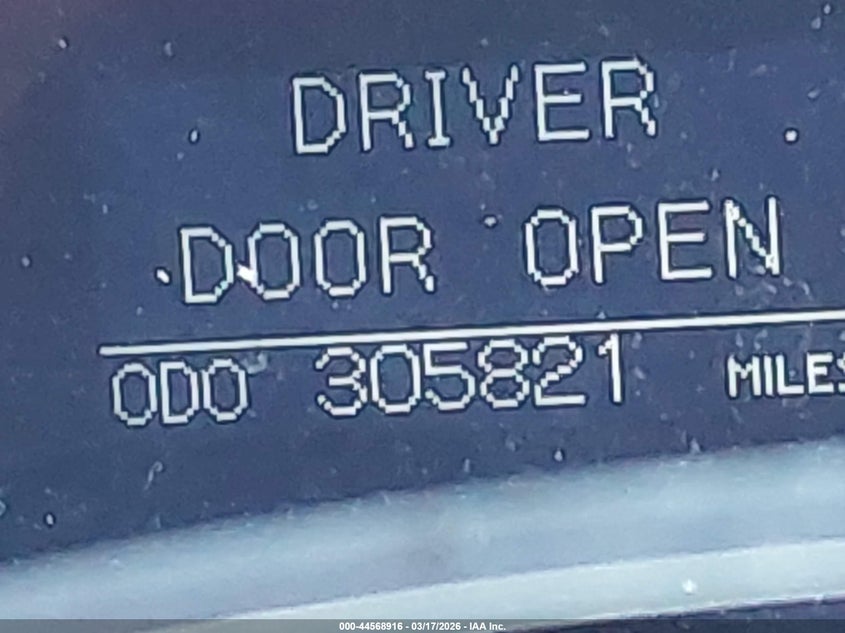 DRIVER
DOOR OPEN
ODO 305821 MILES
000-44568916 - 03/17/2026 - IAA Inc.